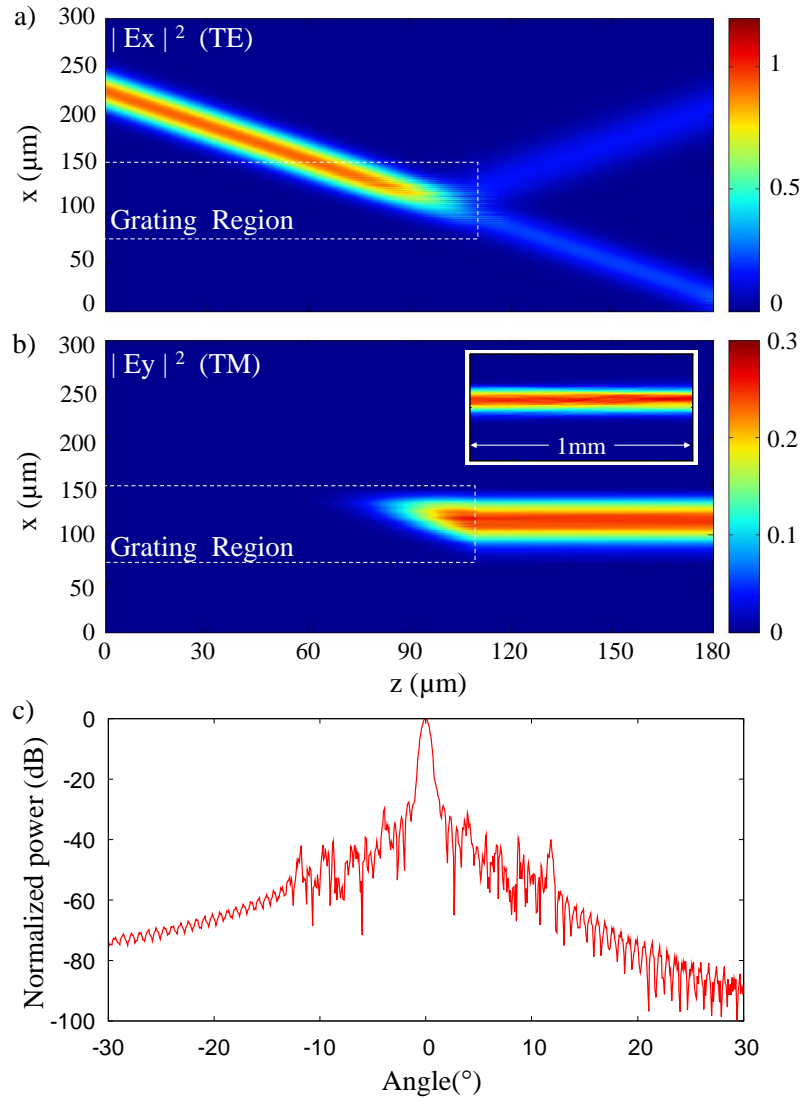 a)
| Ex | ² (TE)
300
250
200
150
100
50
0
x (μm)
Grating Region
1
0.5
0
b)
| Ey | ² (TM)
1mm
300
250
200
150
100
50
0
x (μm)
Grating Region
0.3
0.2
0.1
0
0 30 60 90 120 150 180
z (μm)
c)
0
-20
-40
-60
-80
-100
Normalized power (dB)
-30 -20 -10 0 10 20 30
Angle(°)